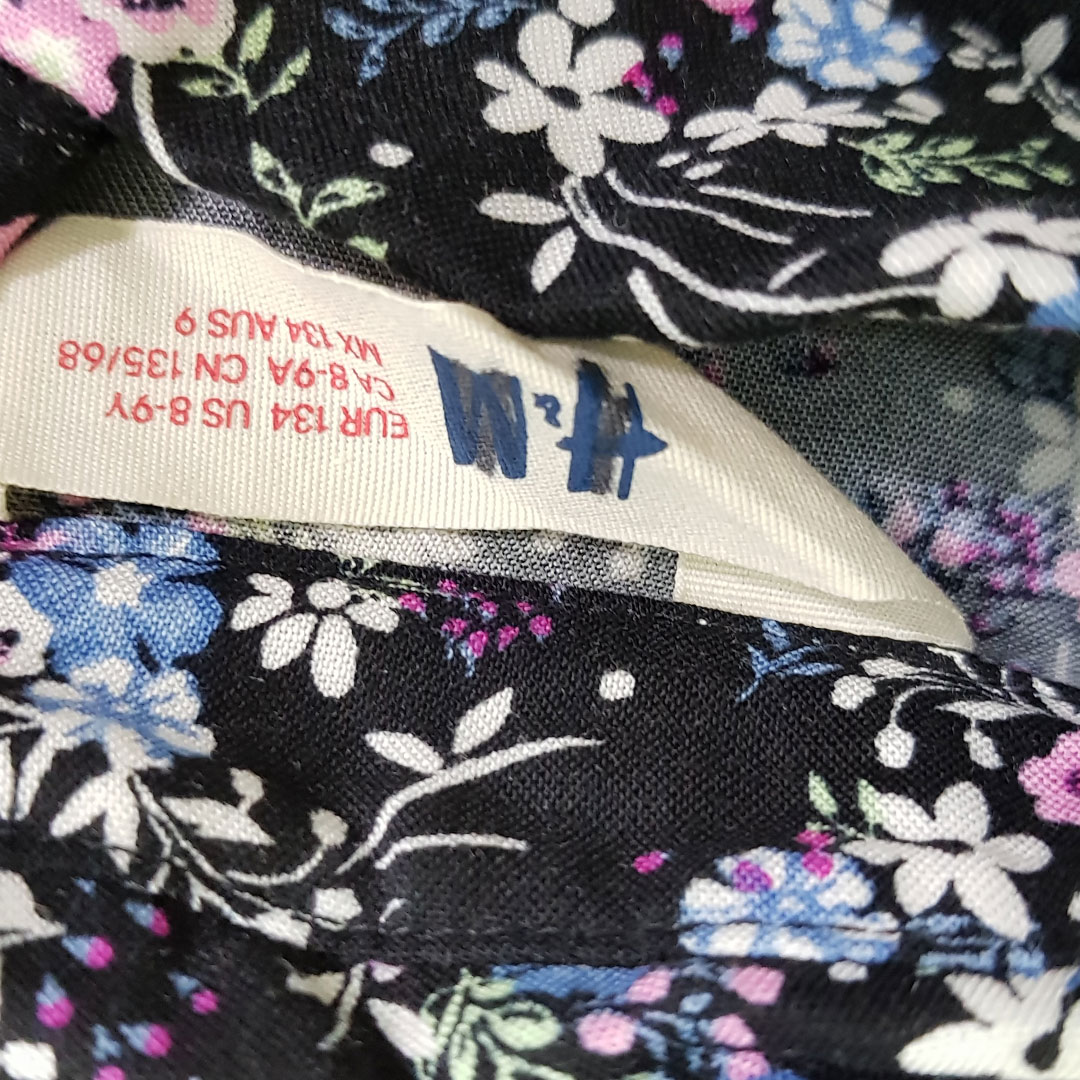 H&M
EUR 134 US 8-9Y
CA 8-9A CN 135/68
MX 134 AUS 9